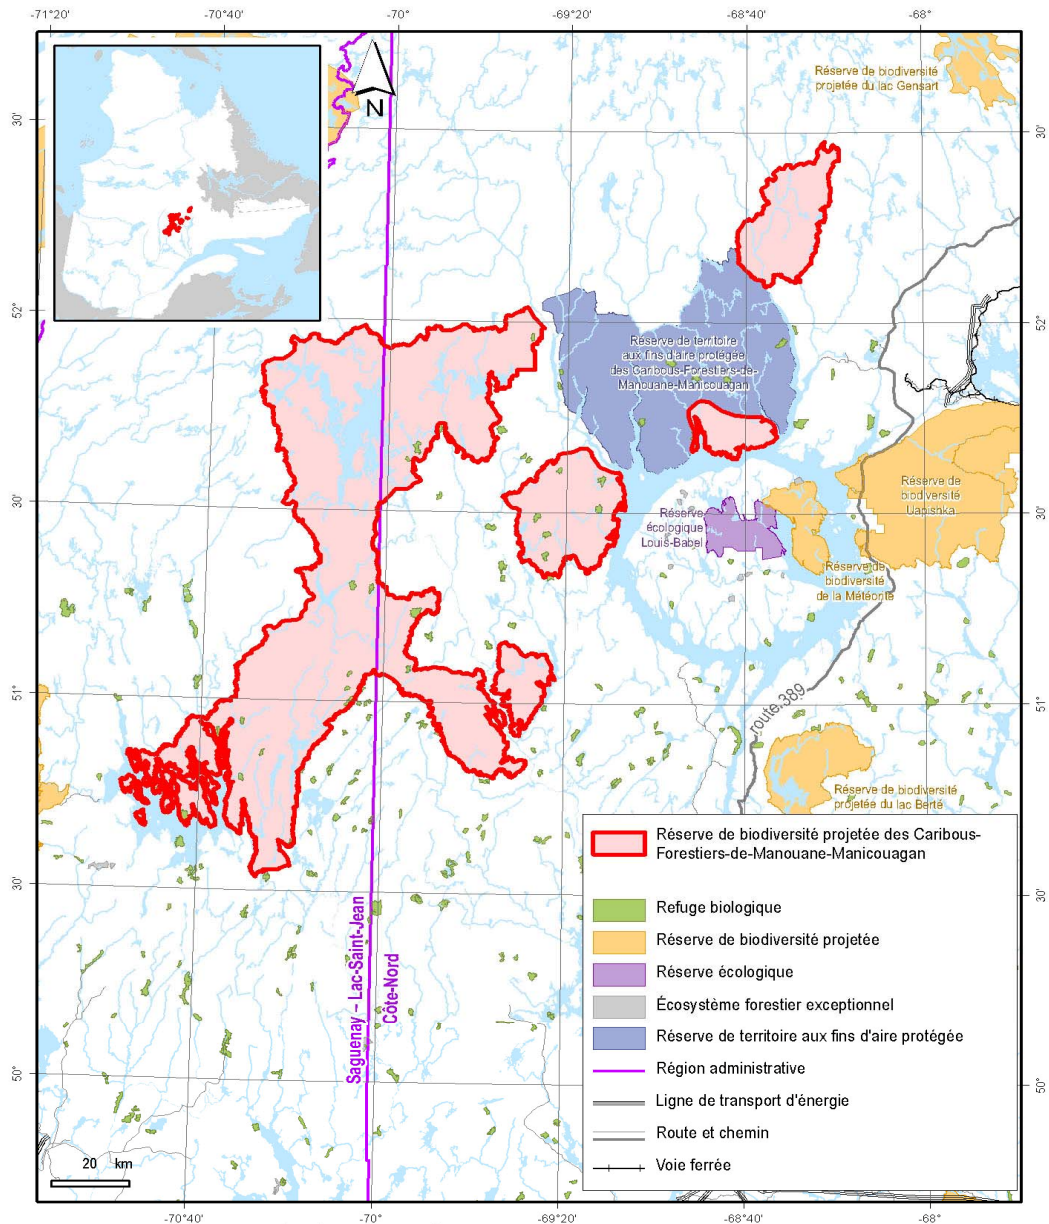 -71°20
-70°40
-70°
-69°20
-68°40
-68°
N
30'
30'
52°
52°
30'
30'
51°
51°
30'
30'
50°
50°
Réserve de biodiversité
projetée du lac Gensart
Réserve de territoire
aux fins d'aire protégée
des Caribous-Forestiers-de-
Manouane-Manicouagan
Réserve de
biodiversité
Uapishka
Réserve
écologique
Louis-Babel
Réserve de
biodiversité
de la Météorite
route 389
Réserve de biodiversité
projetée du lac Berté
Saguenay - Lac-Saint-Jean
Côte-Nord
Réserve de biodiversité projetée des Caribous-
Forestiers-de-Manouane-Manicouagan
Refuge biologique
Réserve de biodiversité projetée
Réserve écologique
Écosystème forestier exceptionnel
Réserve de territoire aux fins d'aire protégée
Région administrative
Ligne de transport d'énergie
Route et chemin
Voie ferrée
20 km
-70°40
-70°
-69°20
-68°40
-68°